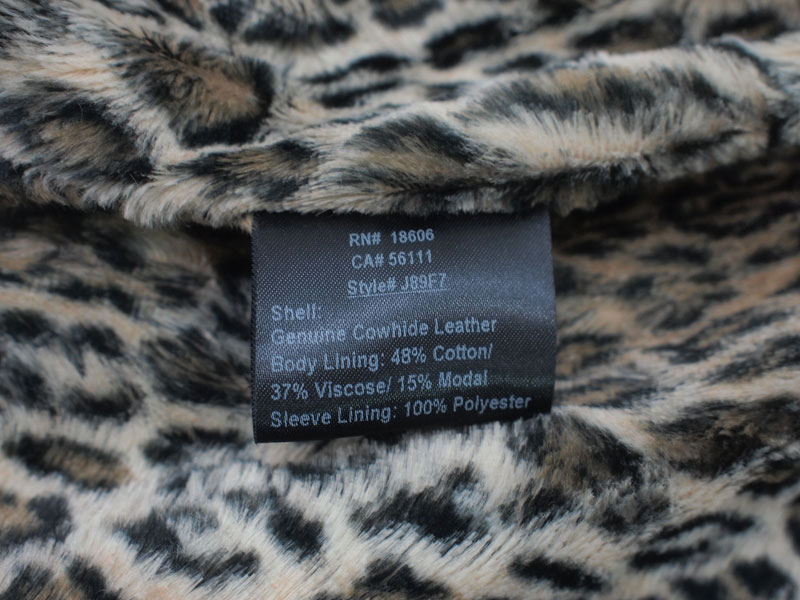 RN# 18606
CA# 56111
Style# J89F7
Shell:
Genuine Cowhide Leather
Body Lining: 48% Cotton/
37% Viscose/ 15% Modal
Sleeve Lining: 100% Polyester